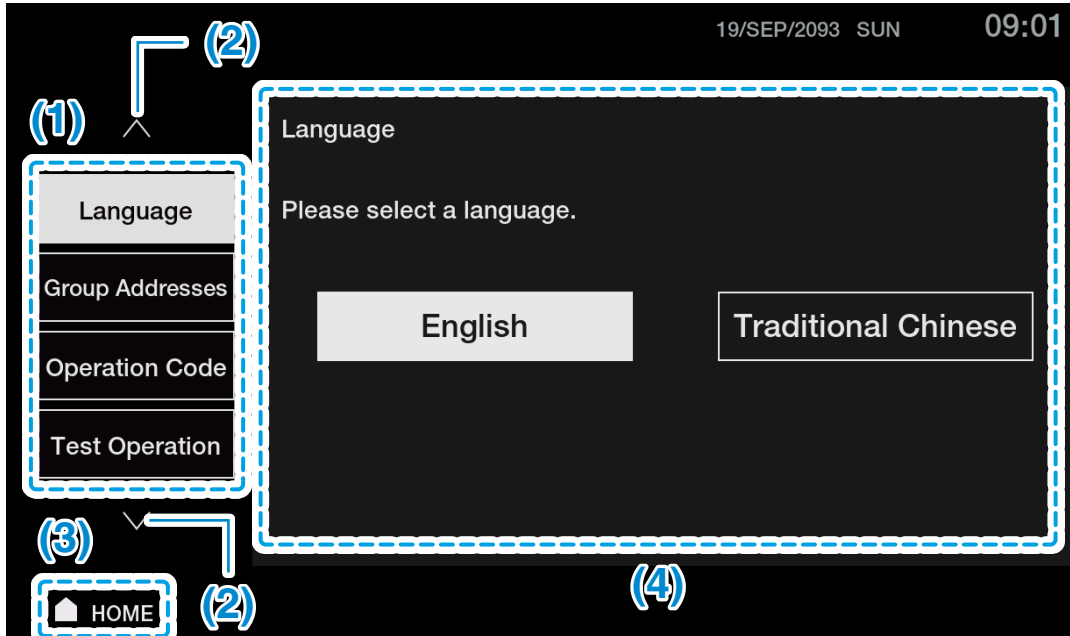 (2)
19/SEP/2093 SUN 09:01
(1)
Language
Please select a language.
Language
Group Addresses
Operation Code
Test Operation
English
Traditional Chinese
(3)
(2)
(4)
HOME